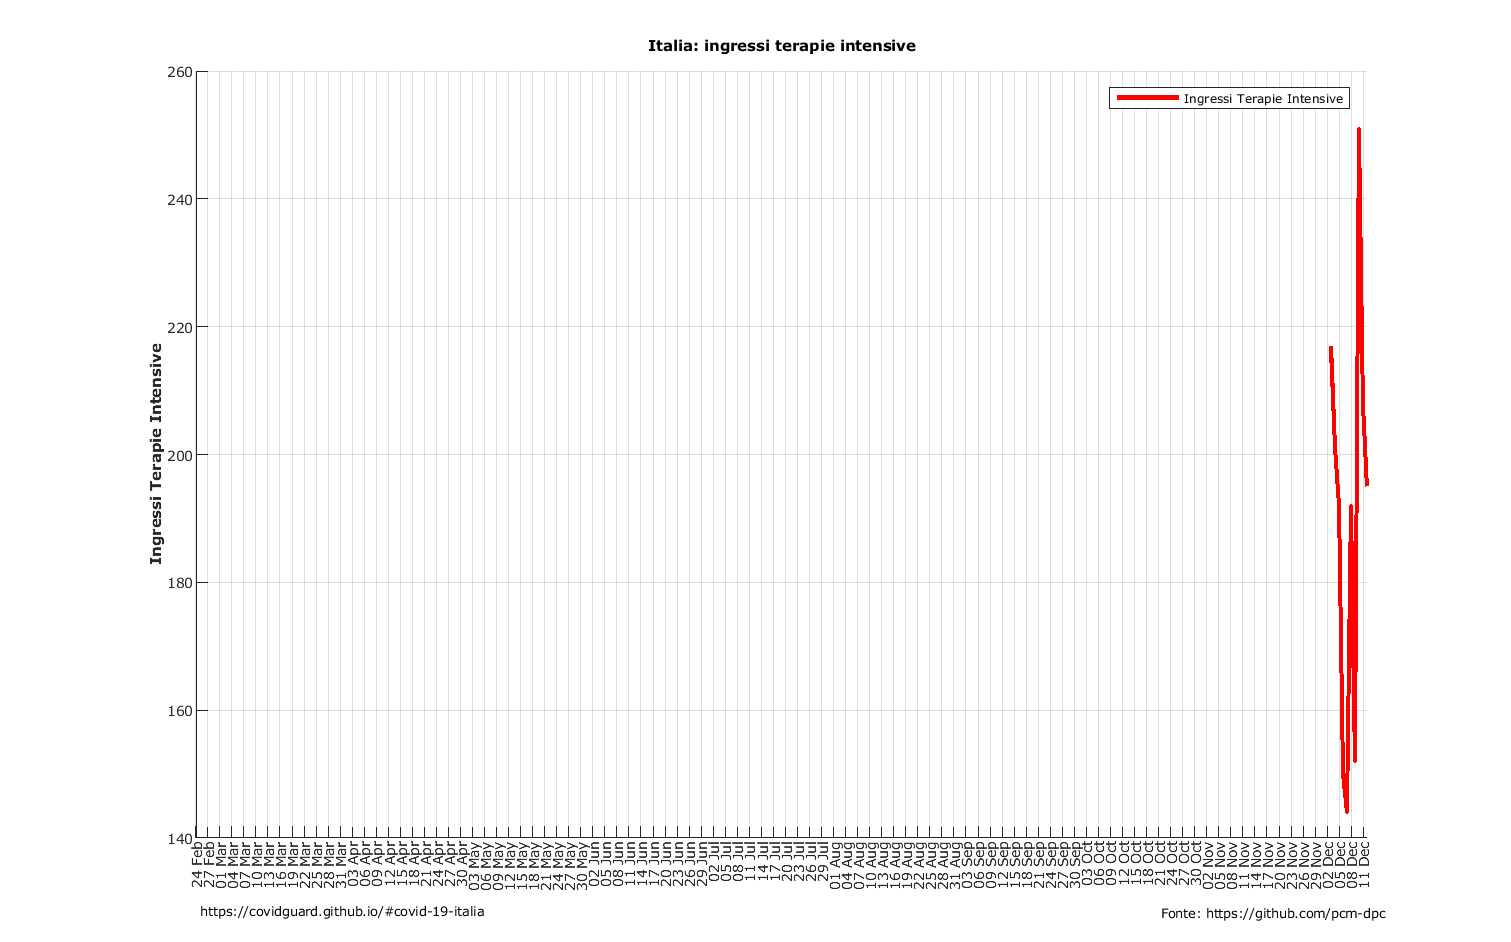 Italia: ingressi terapie intensive
Ingressi Terapie Intensive
Ingressi Terapie Intensive
260
240
220
200
180
160
140
24 Feb
27 Feb
01 Mar
04 Mar
07 Mar
10 Mar
13 Mar
16 Mar
19 Mar
22 Mar
25 Mar
28 Mar
31 Mar
03 Apr
06 Apr
09 Apr
12 Apr
15 Apr
18 Apr
21 Apr
24 Apr
27 Apr
30 Apr
03 May
06 May
09 May
12 May
15 May
18 May
21 May
24 May
27 May
30 May
02 Jun
05 Jun
08 Jun
11 Jun
14 Jun
17 Jun
20 Jun
23 Jun
26 Jun
29 Jun
02 Jul
05 Jul
08 Jul
11 Jul
14 Jul
17 Jul
20 Jul
23 Jul
26 Jul
29 Jul
01 Aug
04 Aug
07 Aug
10 Aug
13 Aug
16 Aug
19 Aug
22 Aug
25 Aug
28 Aug
31 Aug
03 Sep
06 Sep
09 Sep
12 Sep
15 Sep
18 Sep
21 Sep
24 Sep
27 Sep
30 Sep
03 Oct
06 Oct
09 Oct
12 Oct
15 Oct
18 Oct
21 Oct
24 Oct
27 Oct
30 Oct
02 Nov
05 Nov
08 Nov
11 Nov
14 Nov
17 Nov
20 Nov
23 Nov
26 Nov
29 Nov
02 Dec
05 Dec
08 Dec
11 Dec
https://covidguard.github.io/#covid-19-italia
Fonte: https://github.com/pcm-dpc